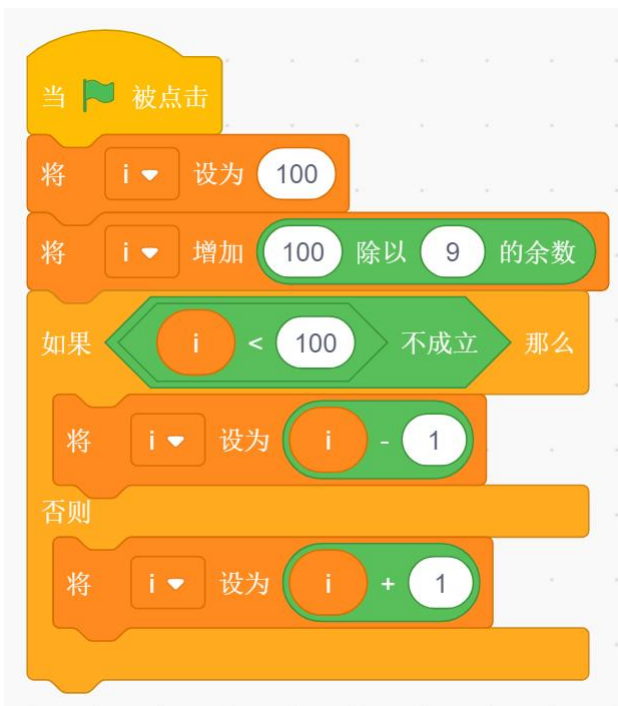 当 被点击
将 i 设为 100
将 i 增加 100 除以 9 的余数
如果 i < 100 不成立 那么
将 i 设为 i - 1
否则
将 i 设为 i + 1